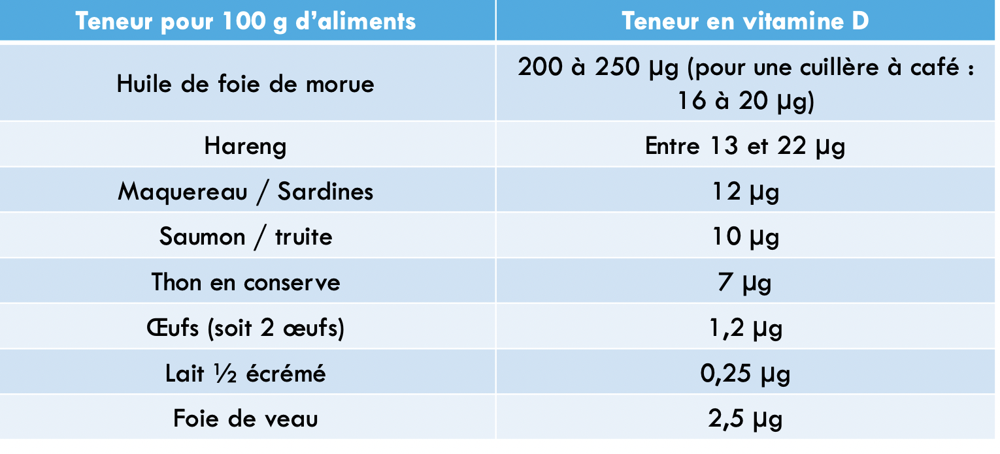 Teneur pour 100 g d’aliments
Teneur en vitamine D
Huile de foie de morue
200 à 250 µg (pour une cuillère à café :
16 à 20 µg)
Hareng
Entre 13 et 22 µg
Maquereau / Sardines
12 µg
Saumon / truite
10 µg
Thon en conserve
7 µg
Œufs (soit 2 œufs)
1,2 µg
Lait ½ écrémé
0,25 µg
Foie de veau
2,5 µg